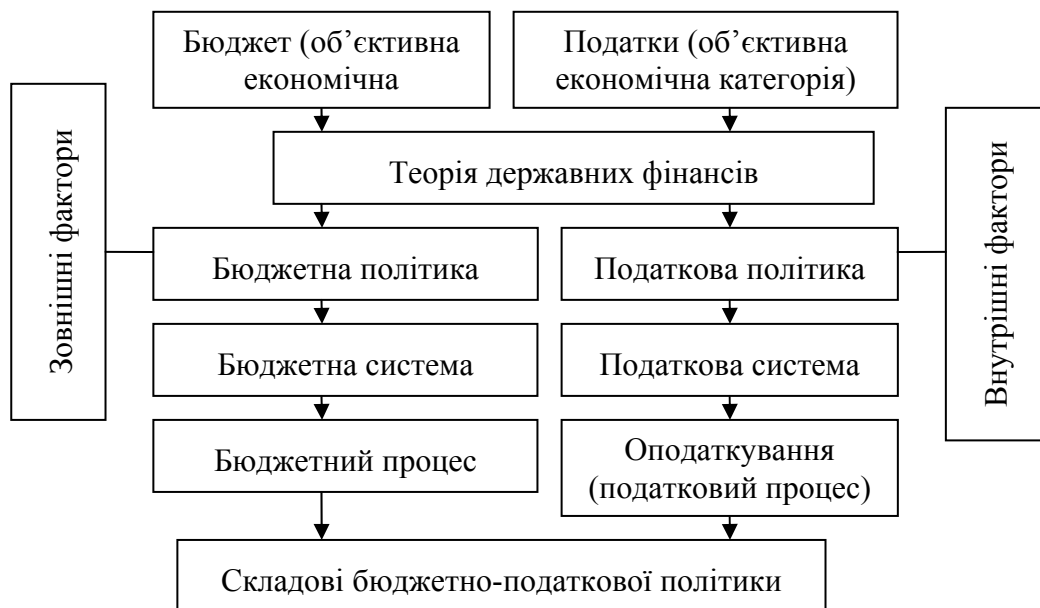 Бюджет (об’єктивна
економічна
Податки (об’єктивна
економічна категорія)
Зовнішні фактори
Внутрішні фактори
Теорія державних фінансів
Бюджетна політика
Податкова політика
Бюджетна система
Податкова система
Бюджетний процес
Оподаткування
(податковий процес)
Складові бюджетно-податкової політики